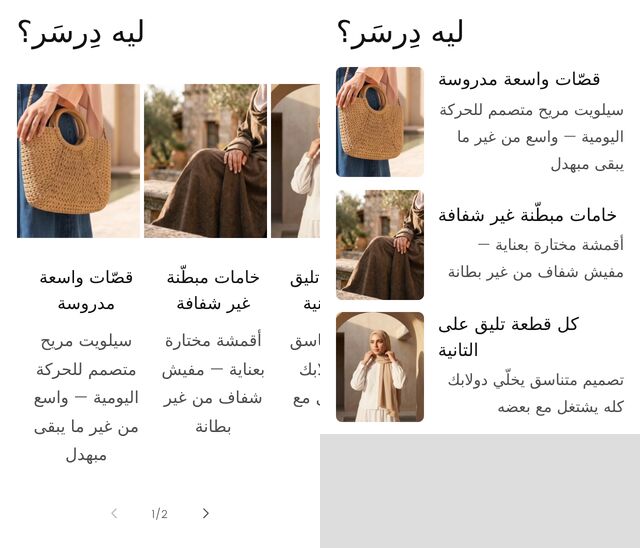 ليه دِرسَر؟
قصّات واسعة
مدروسة
سيلويت مريح
متصمم للحركة
اليومية — واسع
من غير ما يبقى
مبهدل
خامات مبطّنة
غير شفافة
أقمشة مختارة
بعناية — مفيش
شفاف من غير
بطانة
تليق
1/2
ليه دِرسَر؟
قصّات واسعة مدروسة
سيلويت مريح متصمم للحركة
اليومية — واسع من غير ما
يبقى مبهدل
خامات مبطّنة غير شفافة
أقمشة مختارة بعناية —
مفيش شفاف من غير بطانة
كل قطعة تليق على
التانية
تصميم متناسق يخلّي دولابك
كله يشتغل مع بعضه